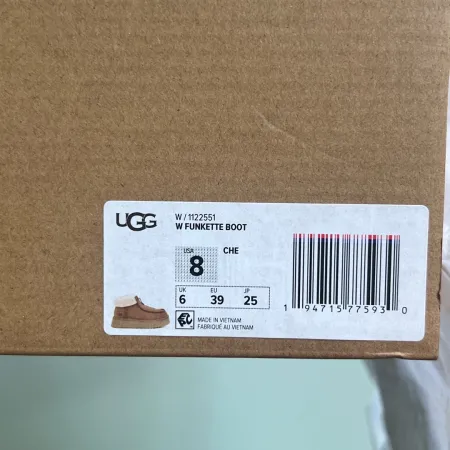 UGG
W / 1122551
W FUNKETTE BOOT
USA
8
CHE
UK EU JP
6 39 25
MADE IN VIETNAM
FABRIQUÉ AU VIETNAM
1 94715 77593 0